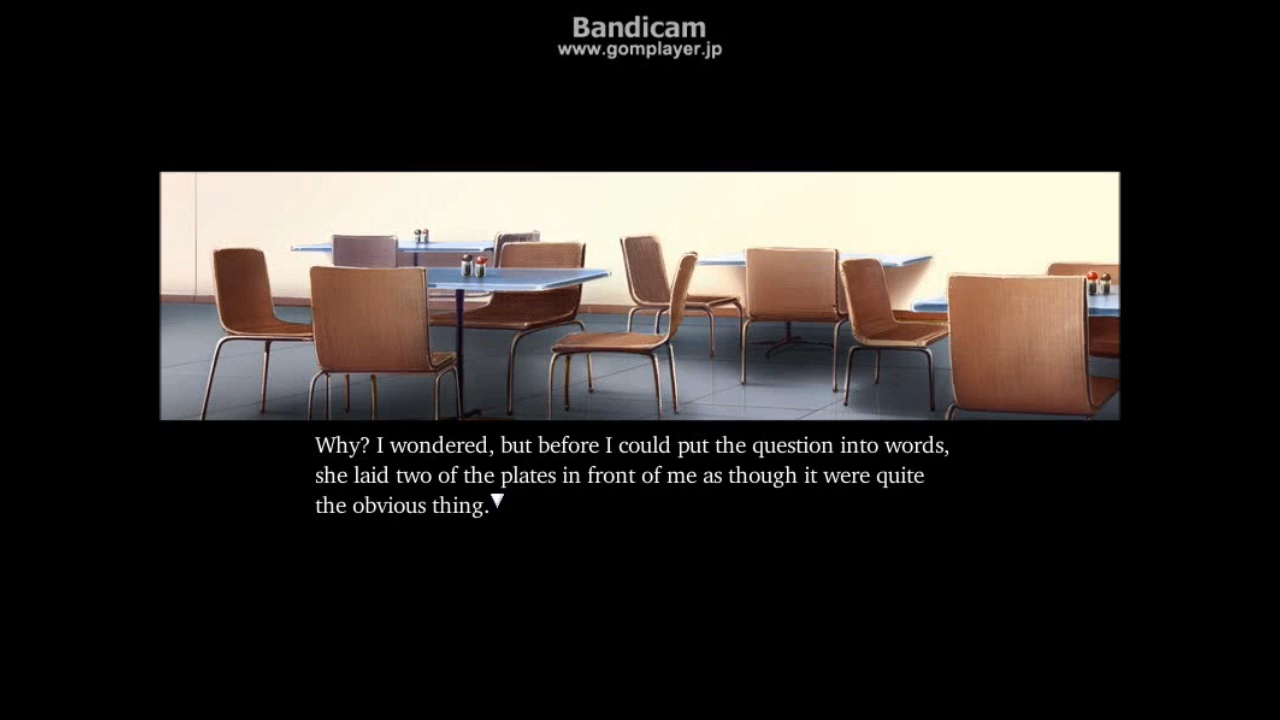 Bandicam
www.gomplayer.jp
Why? I wondered, but before I could put the question into words,
she laid two of the plates in front of me as though it were quite
the obvious thing.